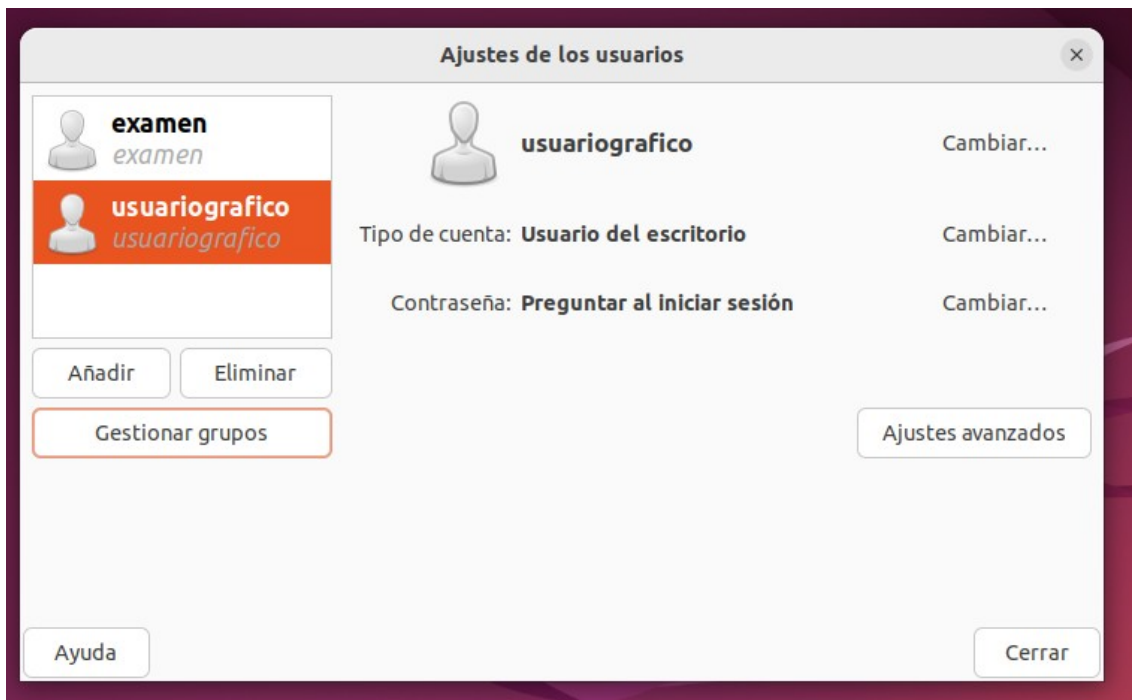 Ajustes de los usuarios
examen
examen
usuariografico
usuariografico
Añadir
Eliminar
Gestionar grupos
usuariografico
Cambiar…
Tipo de cuenta: Usuario del escritorio
Cambiar…
Contraseña: Preguntar al iniciar sesión
Cambiar…
Ajustes avanzados
Ayuda
Cerrar